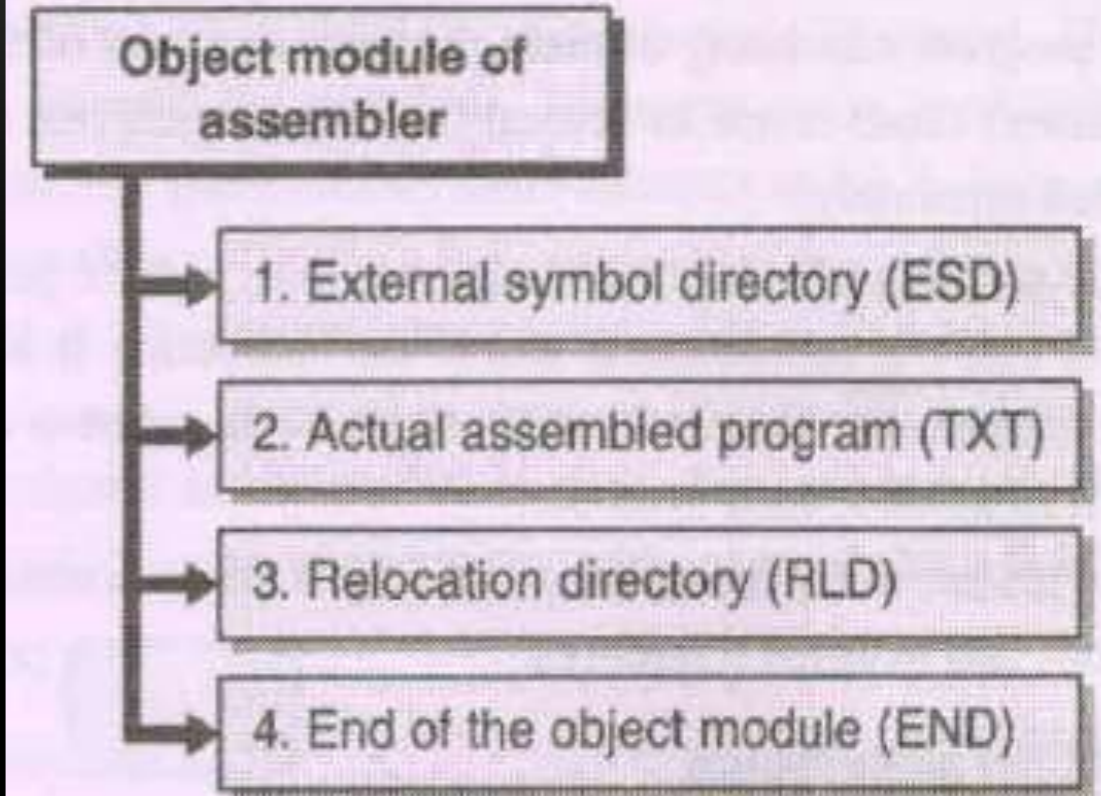 Object module of
assembler
1. External symbol directory (ESD)
2. Actual assembled program (TXT)
3. Relocation directory (RLD)
4. End of the object module (END)